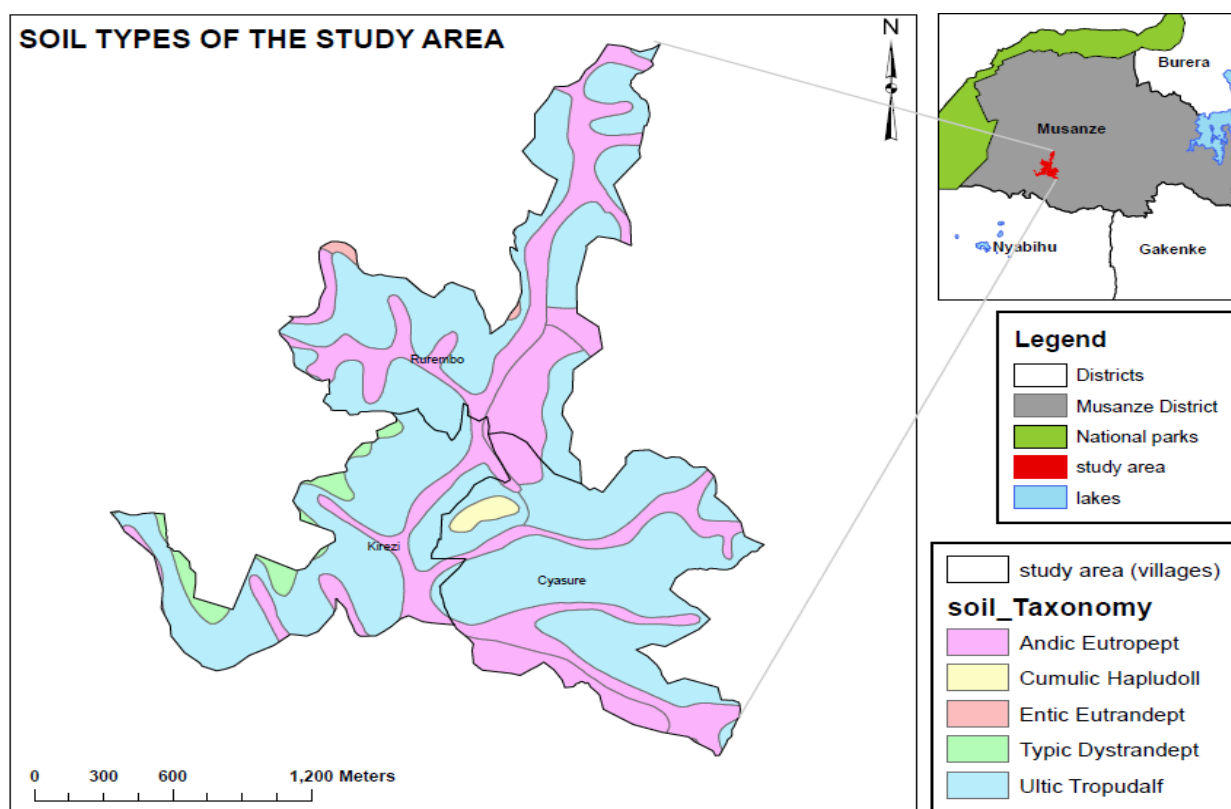 SOIL TYPES OF THE STUDY AREA
N
Burera
Musanze
Nyabihu
Gakenke
Rurembo
Kirezi
Cyasure
0 300 600 1,200 Meters
Legend
Districts
Musanze District
National parks
study area
lakes
study area (villages)
soil_Taxonomy
Andic Eutropept
Cumulic Hapludoll
Entic Eutrandept
Typic Dystrandept
Ultic Tropudalf